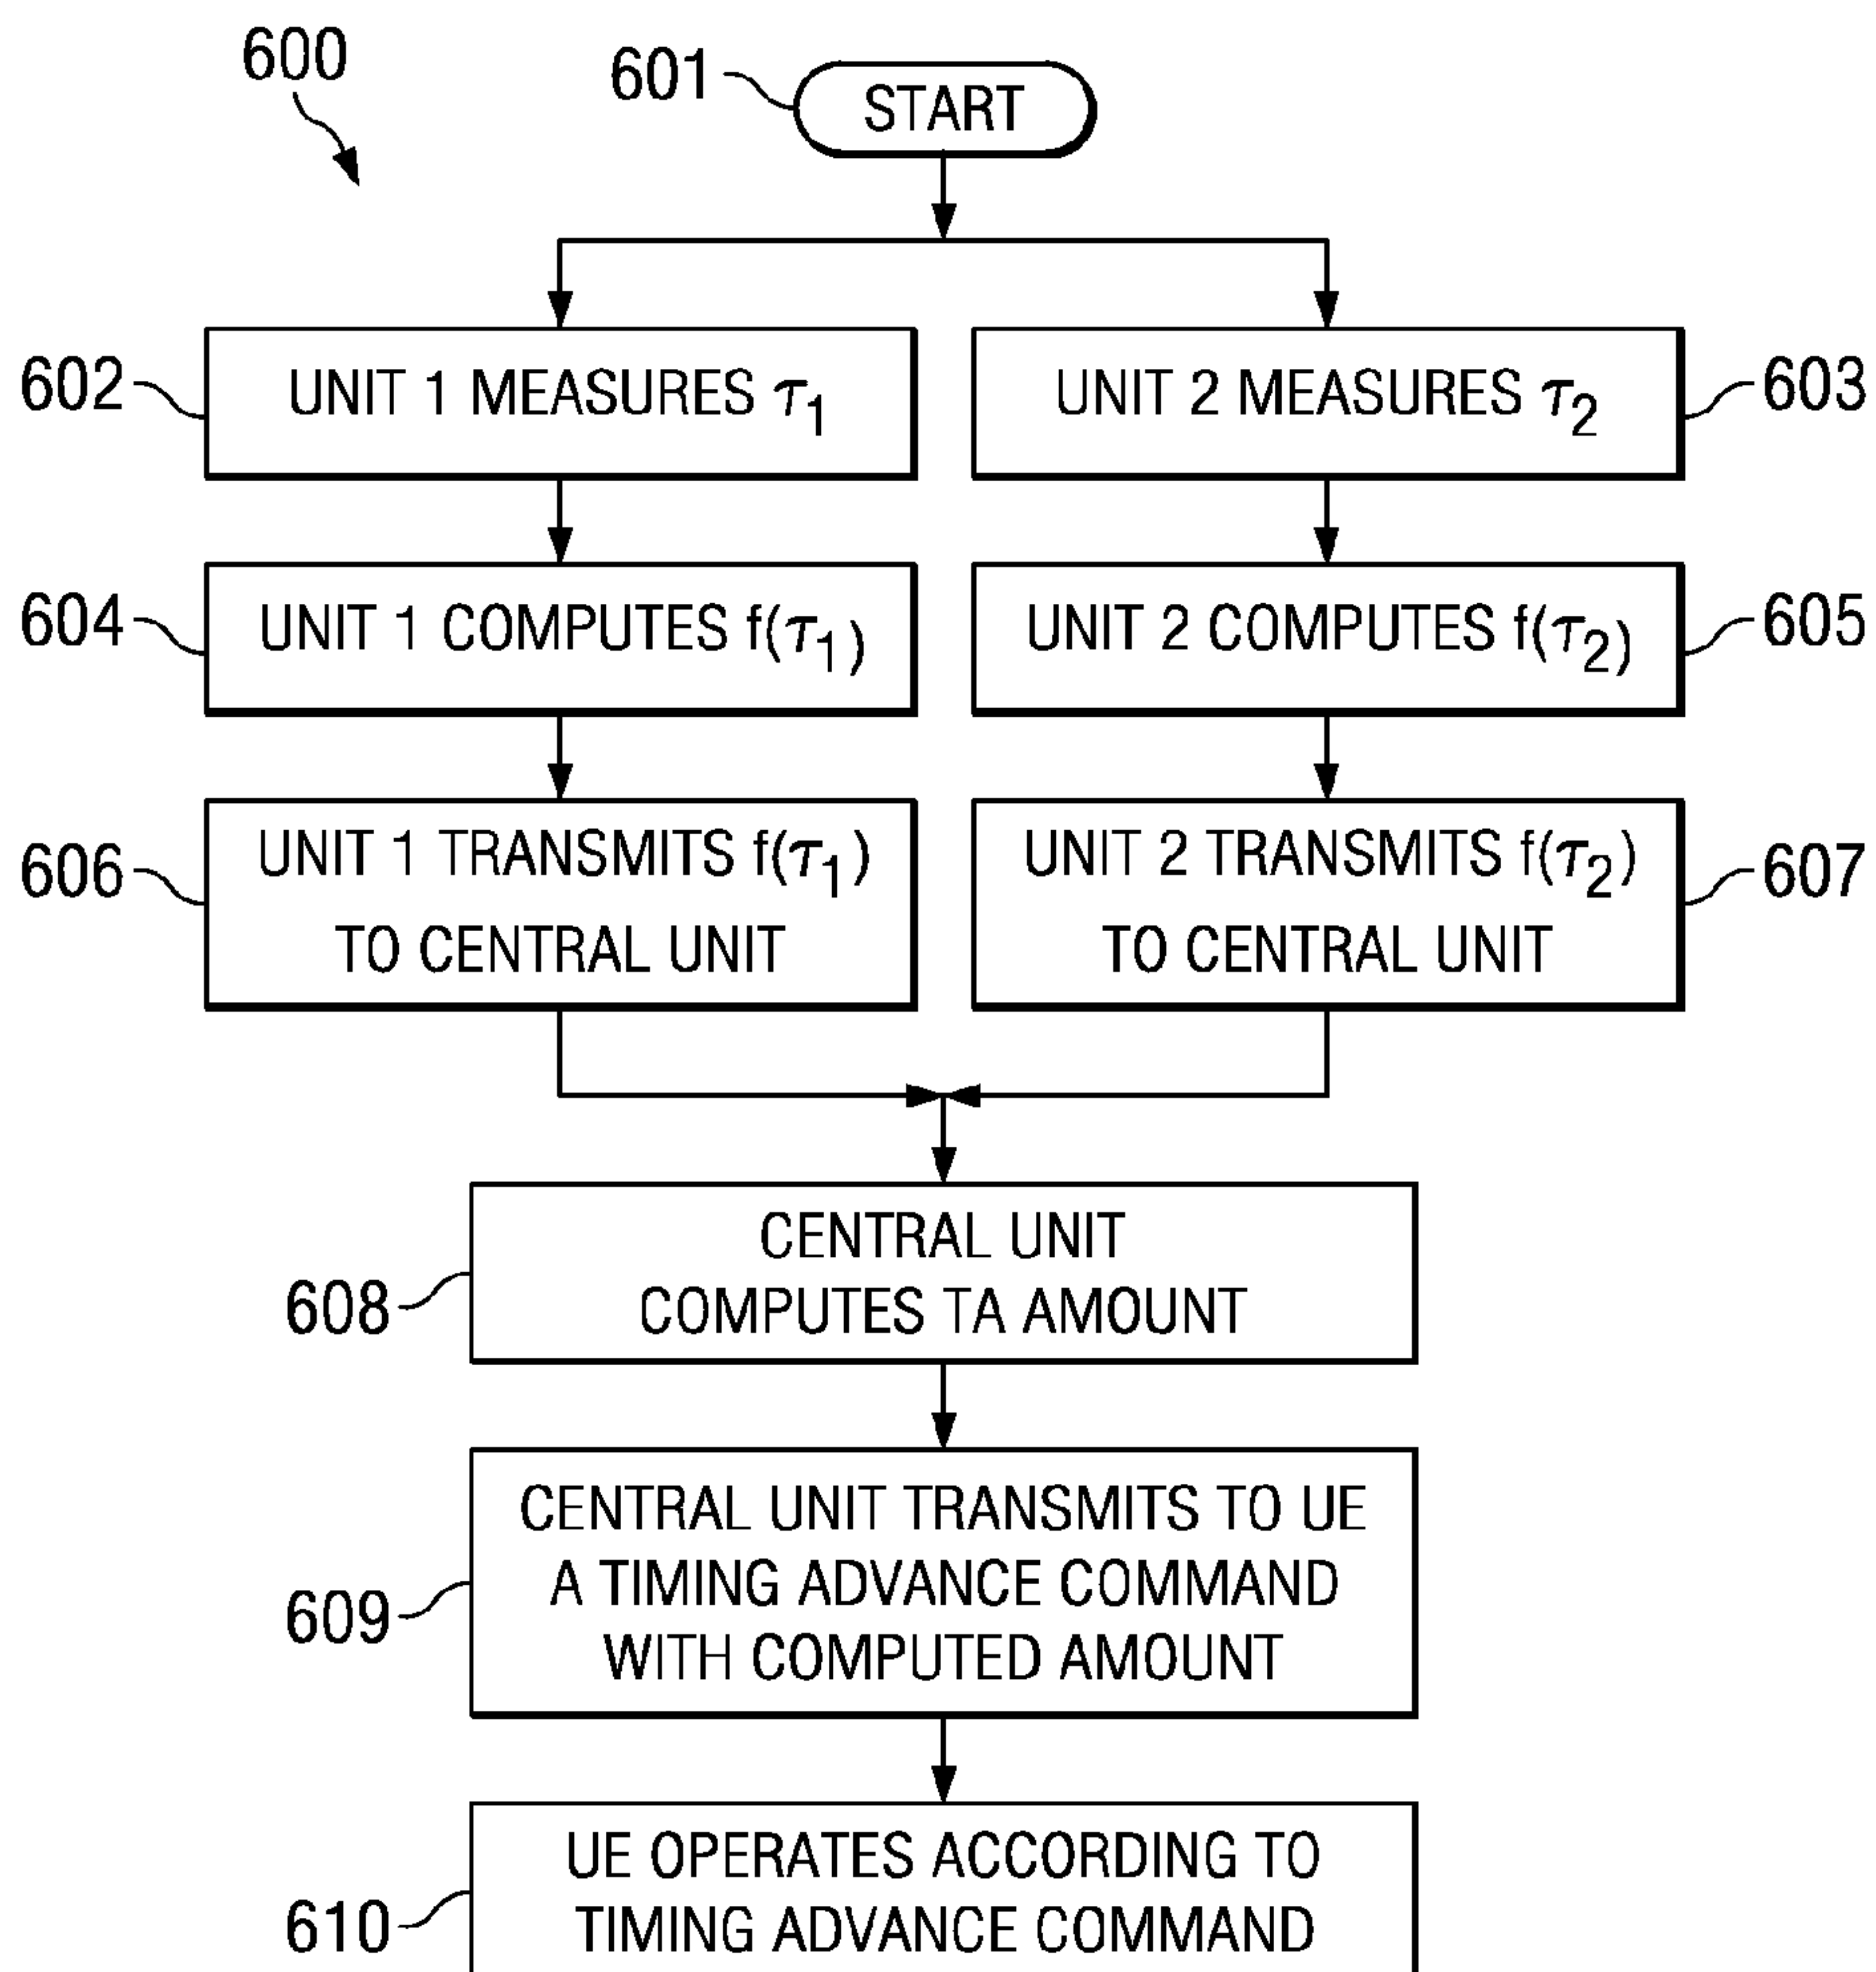 600
601
START
602
UNIT 1 MEASURES τ1
UNIT 2 MEASURES τ2
603
604
UNIT 1 COMPUTES f(τ1)
UNIT 2 COMPUTES f(τ2)
605
606
UNIT 1 TRANSMITS f(τ1)
TO CENTRAL UNIT
UNIT 2 TRANSMITS f(τ2)
TO CENTRAL UNIT
607
608
CENTRAL UNIT
COMPUTES TA AMOUNT
609
CENTRAL UNIT TRANSMITS TO UE
A TIMING ADVANCE COMMAND
WITH COMPUTED AMOUNT
610
UE OPERATES ACCORDING TO
TIMING ADVANCE COMMAND